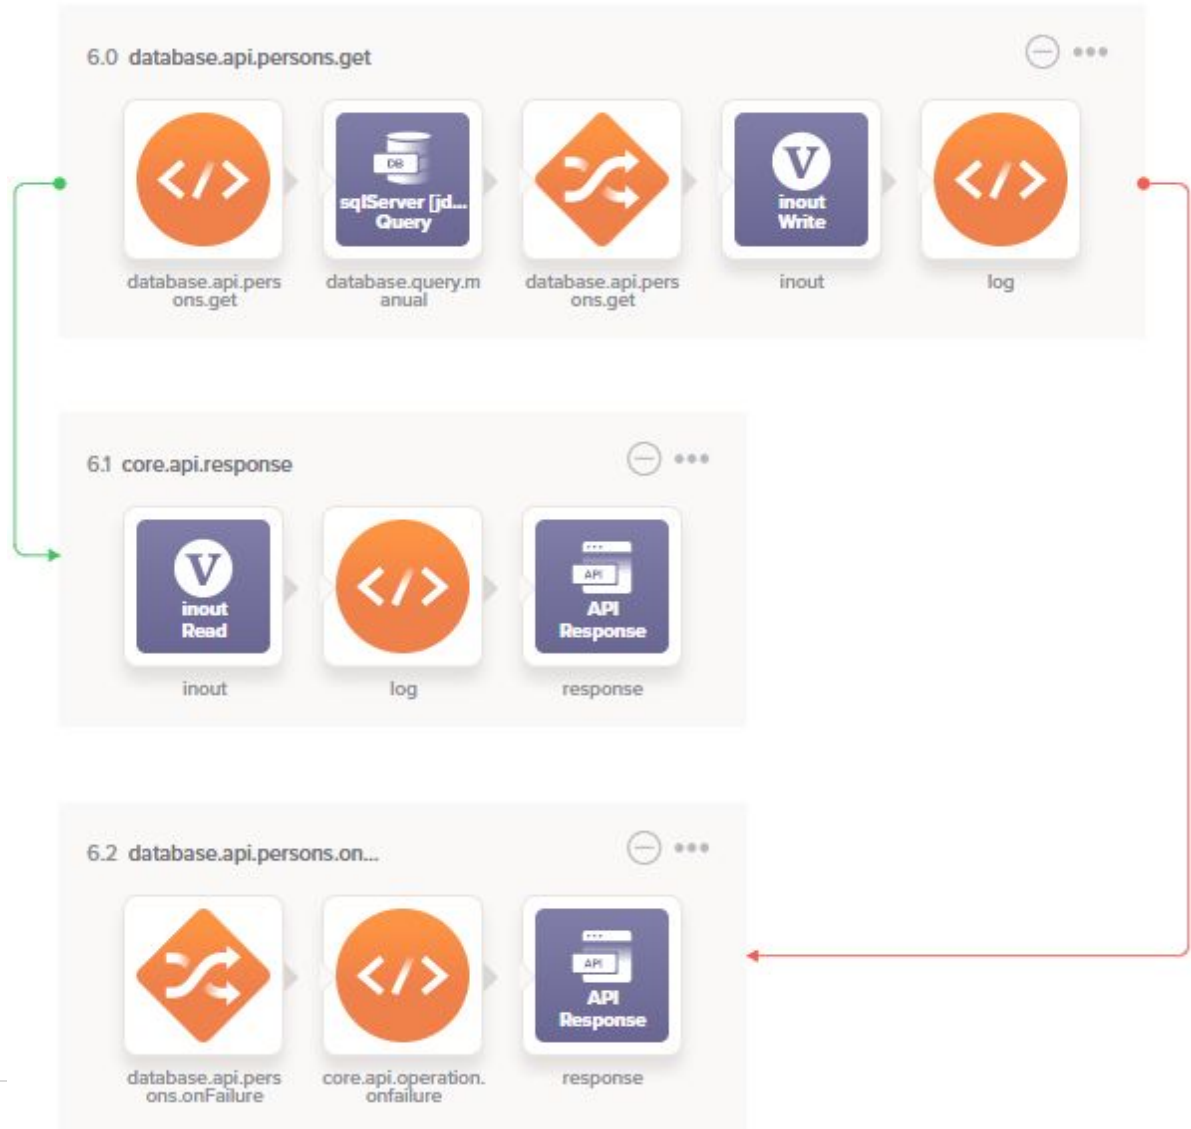 6.0 database.api.persons.get
</>
DB
sqlServer [jd...
Query
V
inout
Write
</>
database.api.pers
ons.get
database.query.m
anual
database.api.pers
ons.get
inout
log
6.1 core.api.response
V
inout
Read
</>
API
API
Response
inout
log
response
6.2 database.api.persons.on...
</>
API
API
Response
database.api.pers
ons.onFailure
core.api.operation.
onfailure
response